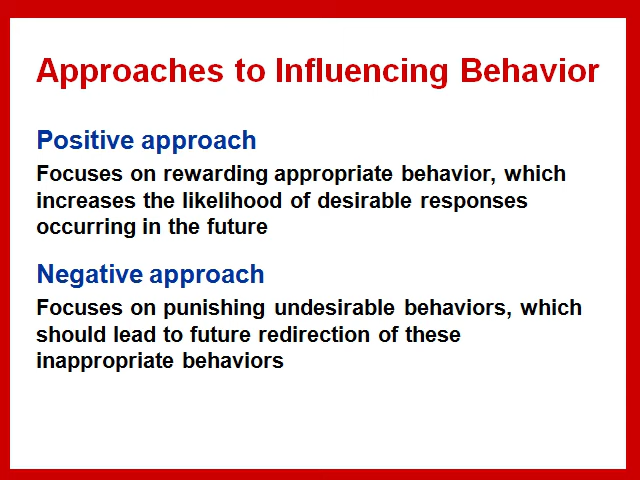 Approaches to Influencing Behavior
Positive approach
Focuses on rewarding appropriate behavior, which
increases the likelihood of desirable responses
occurring in the future
Negative approach
Focuses on punishing undesirable behaviors, which
should lead to future redirection of these
inappropriate behaviors